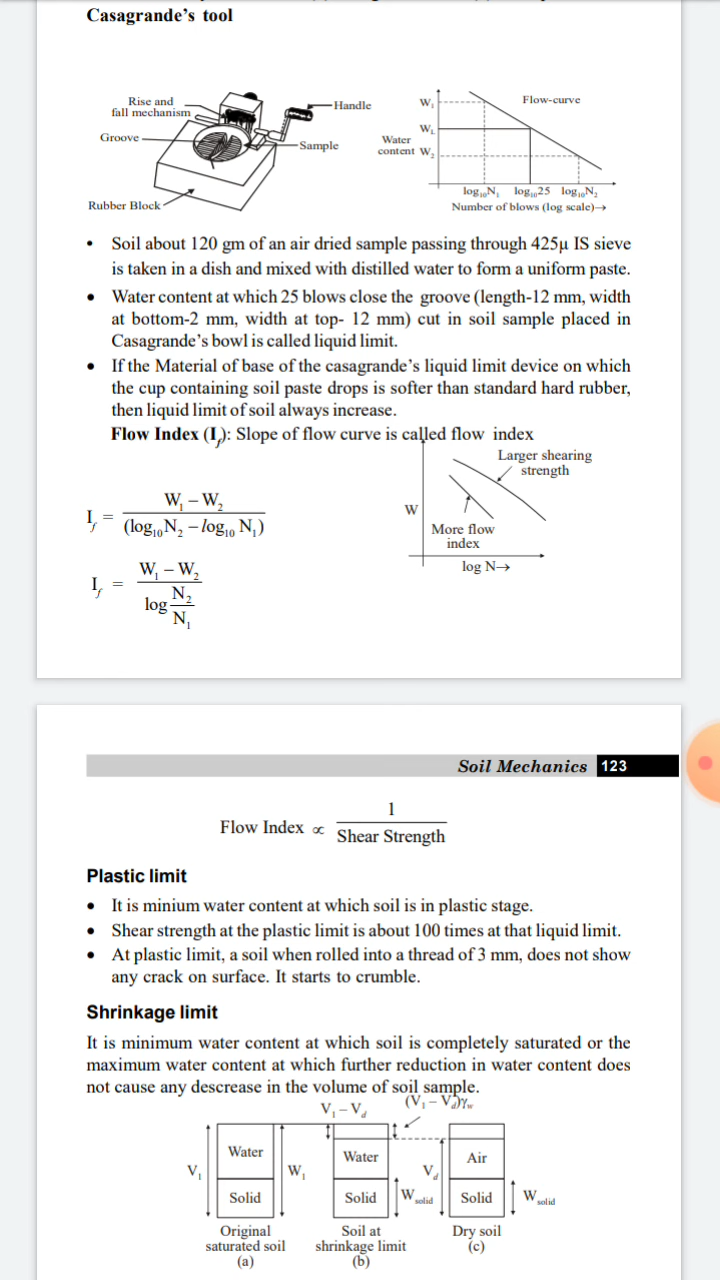 Casagrande's tool
Rise and
fall mechanism
Handle
Groove
Sample
Rubber Block
W₁
Flow-curve
W_L
Water
content W₂
log₁₀N₁ log₁₀25 log₁₀N₂
Number of blows (log scale)→
• Soil about 120 gm of an air dried sample passing through 425μ IS sieve
is taken in a dish and mixed with distilled water to form a uniform paste.
• Water content at which 25 blows close the groove (length-12 mm, width
at bottom-2 mm, width at top- 12 mm) cut in soil sample placed in
Casagrande's bowl is called liquid limit.
• If the Material of base of the casagrande's liquid limit device on which
the cup containing soil paste drops is softer than standard hard rubber,
then liquid limit of soil always increase.
Flow Index (I_f): Slope of flow curve is called flow index
Larger shearing
strength
W
More flow
index
log N→
I_f = W₁ – W₂
(log₁₀N₂ – log₁₀ N₁)
I_f = W₁ – W₂
log N₂
N₁
Soil Mechanics 123
Flow Index ∝ 1
Shear Strength
Plastic limit
• It is minium water content at which soil is in plastic stage.
• Shear strength at the plastic limit is about 100 times at that liquid limit.
• At plastic limit, a soil when rolled into a thread of 3 mm, does not show
any crack on surface. It starts to crumble.
Shrinkage limit
It is minimum water content at which soil is completely saturated or the
maximum water content at which further reduction in water content does
not cause any descrease in the volume of soil sample.
V₁ – V_d (V₁ – V_d)γ_w
Water Water Air
V₁ W₁ V_d
Solid Solid W_solid Solid W_solid
Original Soil at Dry soil
saturated soil shrinkage limit (c)
(a) (b)